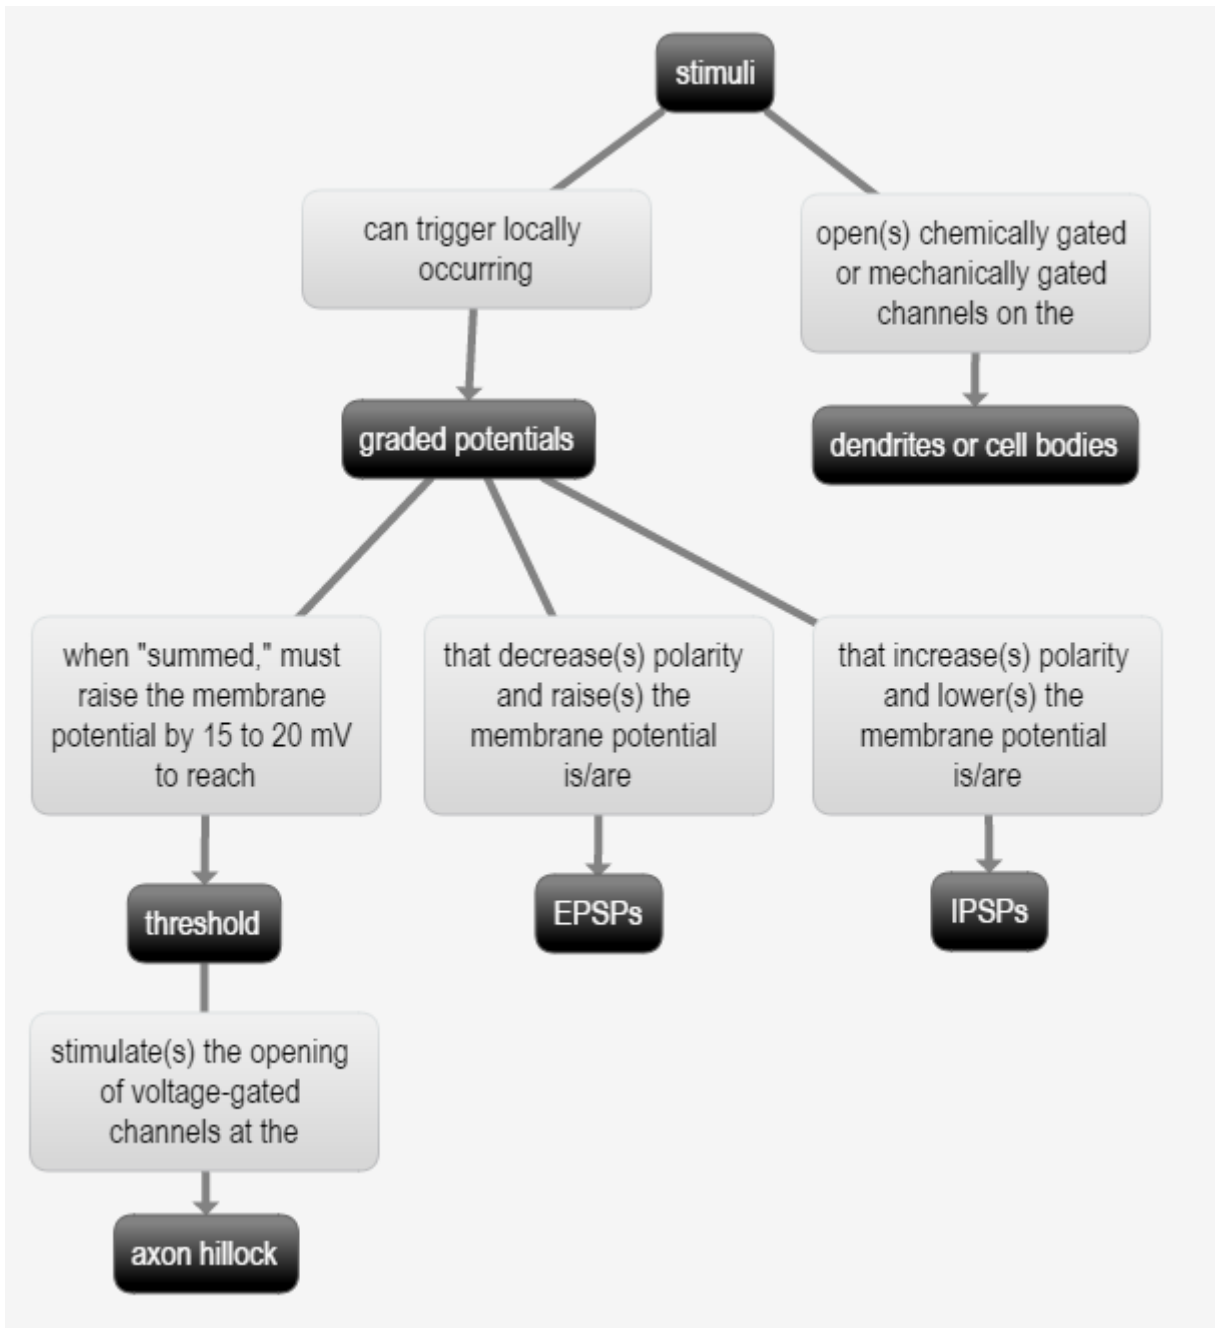 stimuli
can trigger locally
occurring
open(s) chemically gated
or mechanically gated
channels on the
graded potentials
dendrites or cell bodies
when "summed," must
raise the membrane
potential by 15 to 20 mV
to reach
that decrease(s) polarity
and raise(s) the
membrane potential
is/are
that increase(s) polarity
and lower(s) the
membrane potential
is/are
threshold
EPSPs
IPSPs
stimulate(s) the opening
of voltage-gated
channels at the
axon hillock